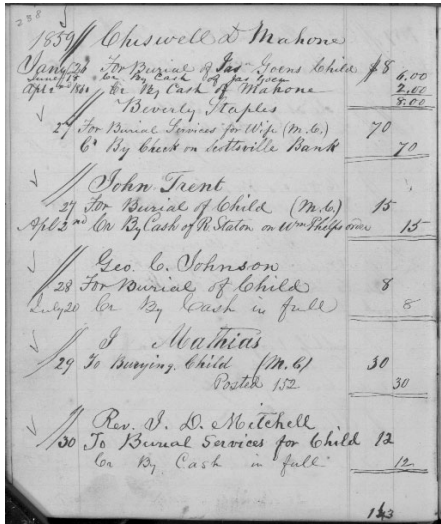 238
1859 Chiswell D Mahone
Jany 26 For Burial of Jas Goens Child $8
June 18 Cr By Cash of Jas Goen 6.00
Apl 2nd 1860 Cr By Cash of Mahone 2.00
8.00
Beverly Staples
27 For Burial Services for Wife (M.C.) 70
Cr By Check on Scottsville Bank 70
John Trent
27 For Burial of Child (M.C.) 15
Apl 2nd Cr By Cash of R Staton on Wm Phelps order 15
Geo. C. Johnson
28 For Burial of Child 8
July 20 Cr By Cash in full 8
J Mathias
29 To Burying Child (M.C.) 30
Posted 152 30
Rev. J. D. Mitchell
30 To Burial Services for Child 12
Cr By Cash in full 12
143